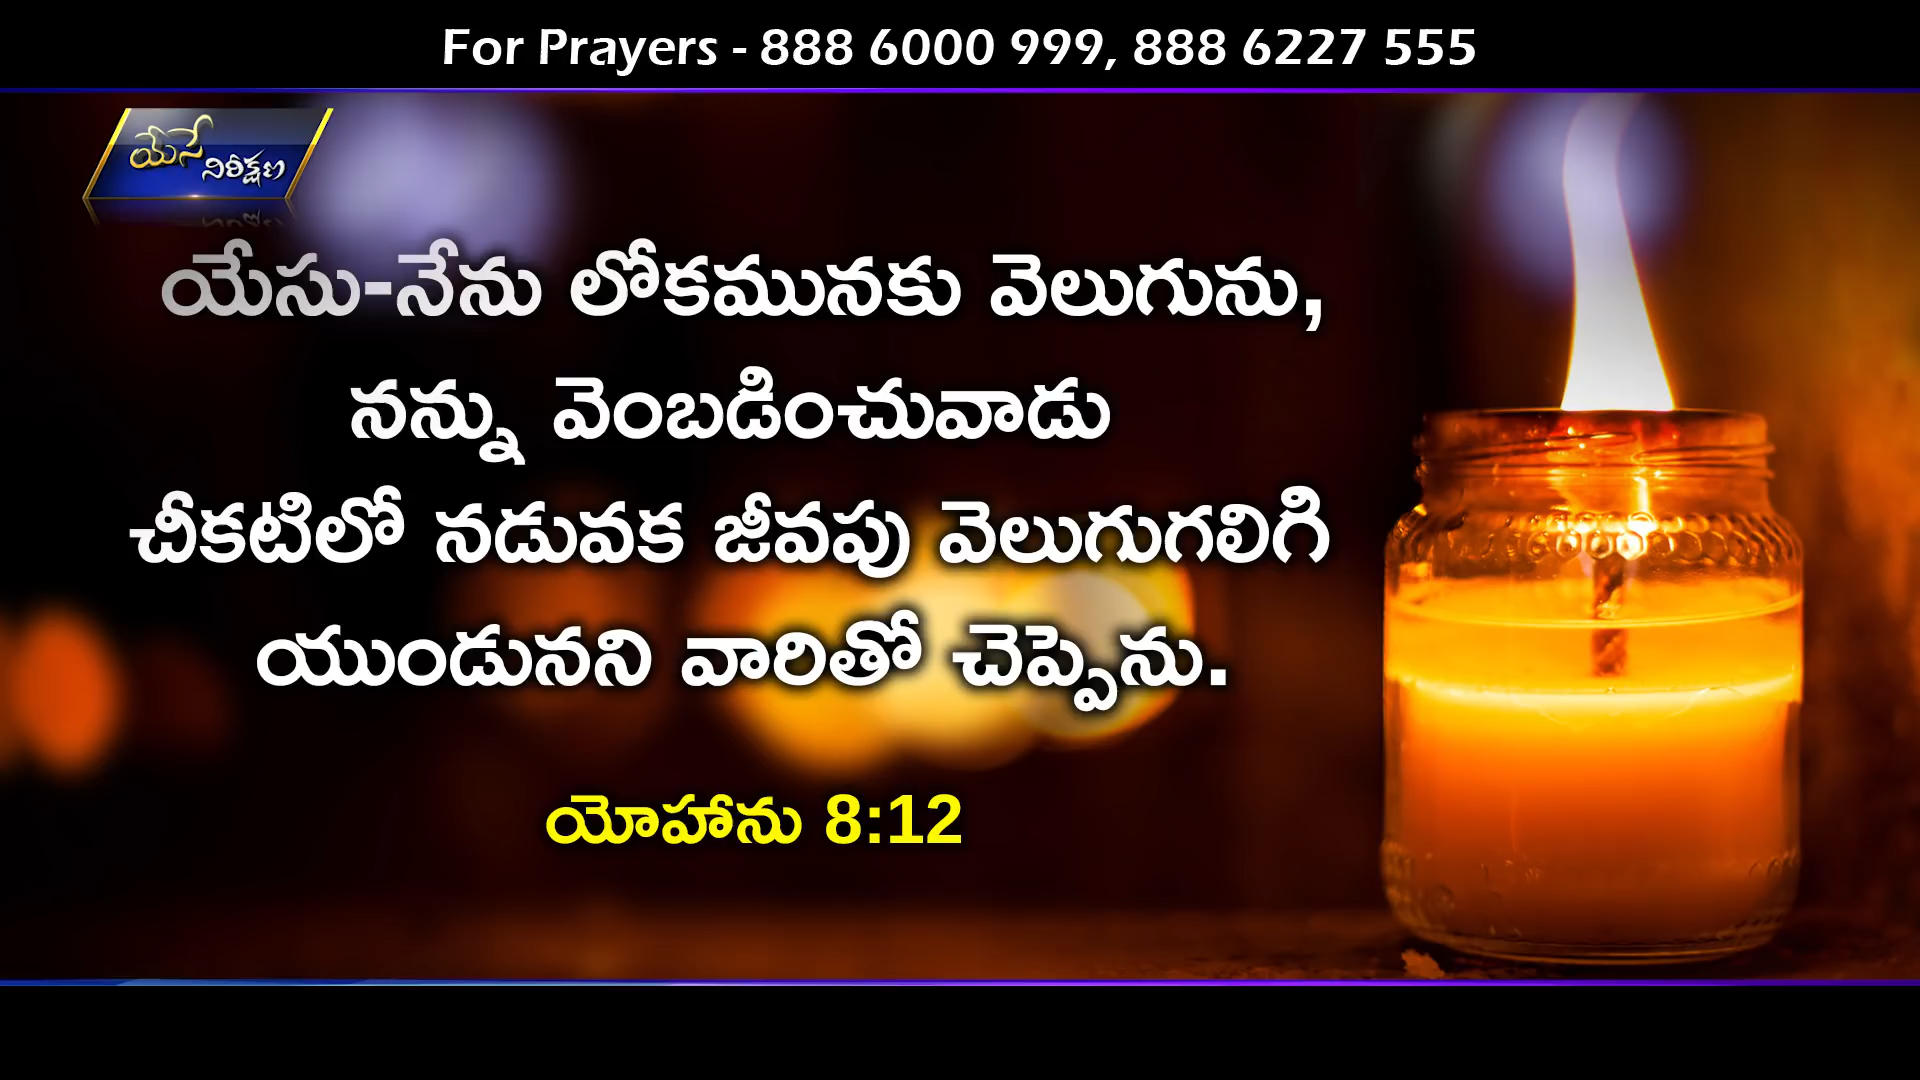 For Prayers - 888 6000 999, 888 6227 555
యేసే
నిరీక్షణ
యేసు-నేను లోకమునకు వెలుగును,
నన్ను వెంబడించువాడు
చీకటిలో నడువక జీవపు వెలుగుగలిగి
యుండునని వారితో చెప్పెను.
యోహాను 8:12